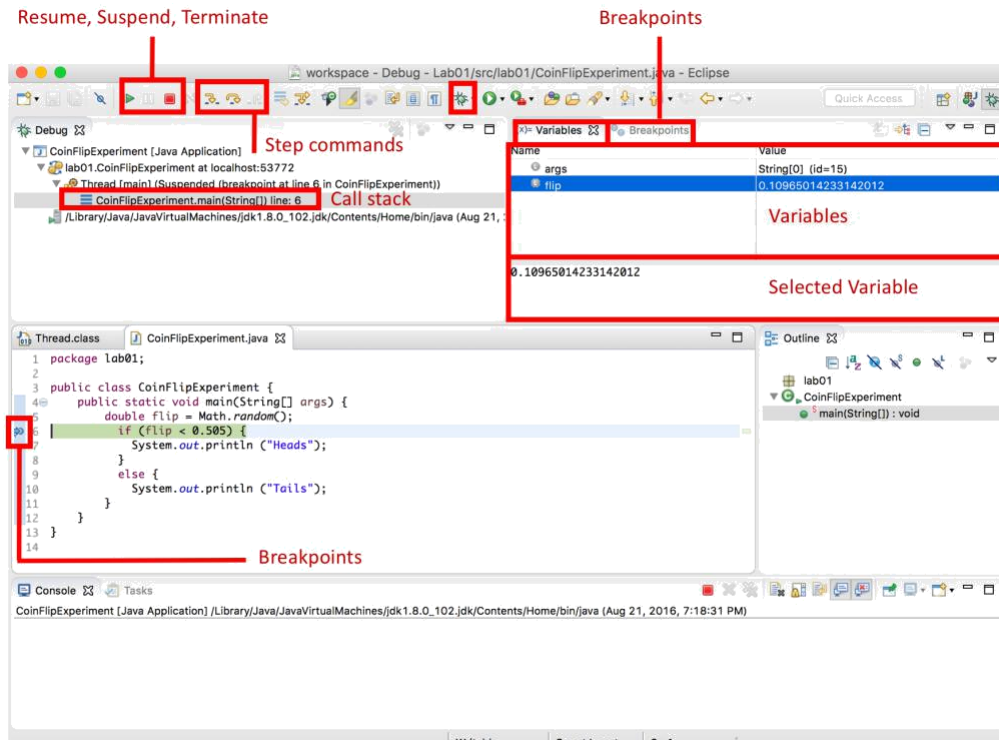 Resume, Suspend, Terminate
Breakpoints
workspace - Debug - Lab01/src/lab01/CoinFlipExperiment.java - Eclipse
Quick Access
Debug
Step commands
CoinFlipExperiment [Java Application]
lab01.CoinFlipExperiment at localhost:53772
Thread [main] (Suspended (breakpoint at line 6 in CoinFlipExperiment))
CoinFlipExperiment.main(String[]) line: 6
Call stack
/Library/Java/JavaVirtualMachines/jdk1.8.0_102.jdk/Contents/Home/bin/java (Aug 21,
(x)= Variables
Breakpoints
Name Value
args String[0] (id=15)
flip 0.10965014233142012
Variables
0.10965014233142012
Selected Variable
Thread.class
CoinFlipExperiment.java
1 package lab01;
2
3 public class CoinFlipExperiment {
4 public static void main(String[] args) {
5 double flip = Math.random();
6 if (flip < 0.505) {
7 System.out.println ("Heads");
8 }
9 else {
10 System.out.println ("Tails");
11 }
12 }
13 }
14
Breakpoints
Outline
lab01
CoinFlipExperiment
main(String[]) : void
Console
Tasks
CoinFlipExperiment [Java Application] /Library/Java/JavaVirtualMachines/jdk1.8.0_102.jdk/Contents/Home/bin/java (Aug 21, 2016, 7:18:31 PM)